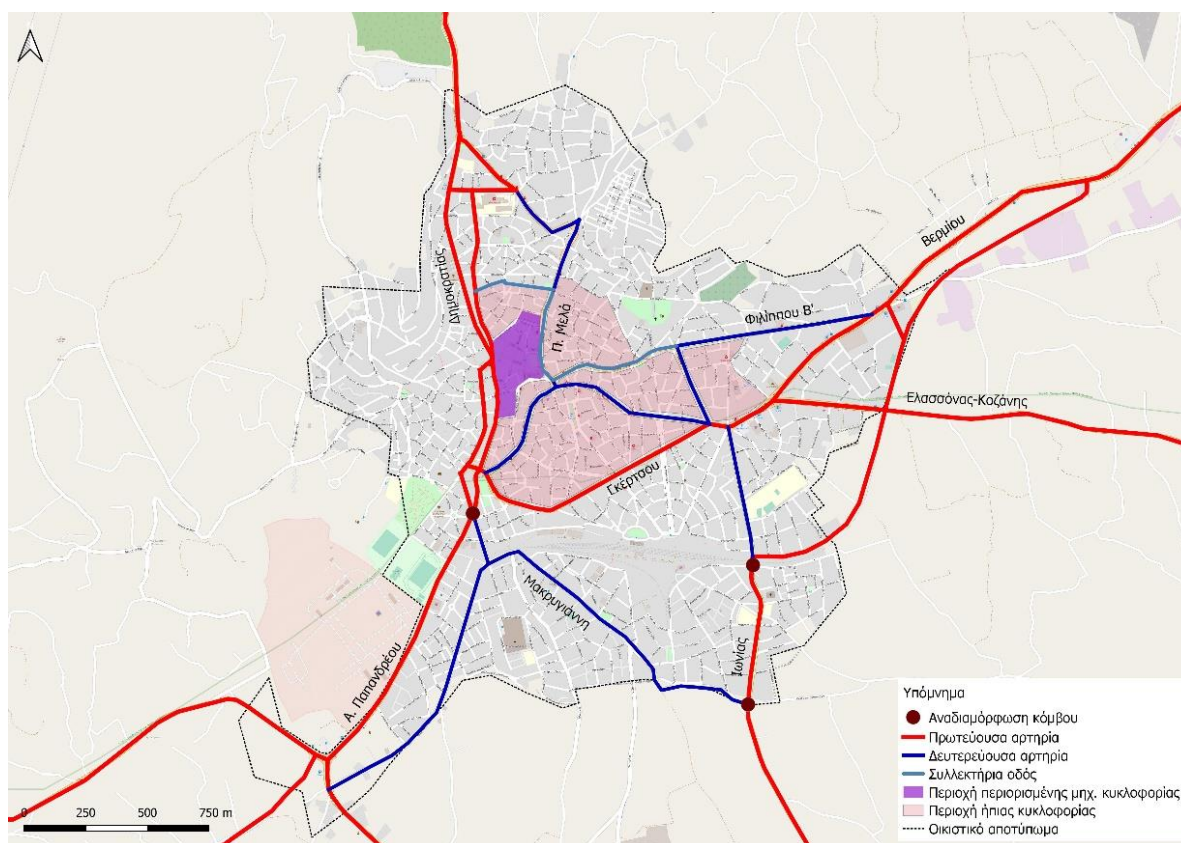 Βερμίου
Δημοκρατίας
Π. Μελά
Φιλίππου Β'
Ελασσόνας-Κοζάνης
Γκέρτσου
Μακρυγιάννη
Ιωνίας
Α. Παπανδρέου
Υπόμνημα
Αναδιαμόρφωση κόμβου
Πρωτεύουσα αρτηρία
Δευτερεύουσα αρτηρία
Συλλεκτήρια οδός
Περιοχή περιορισμένης μηχ. κυκλοφορίας
Περιοχή ήπιας κυκλοφορίας
Οικιστικό αποτύπωμα
0 250 500 750 m